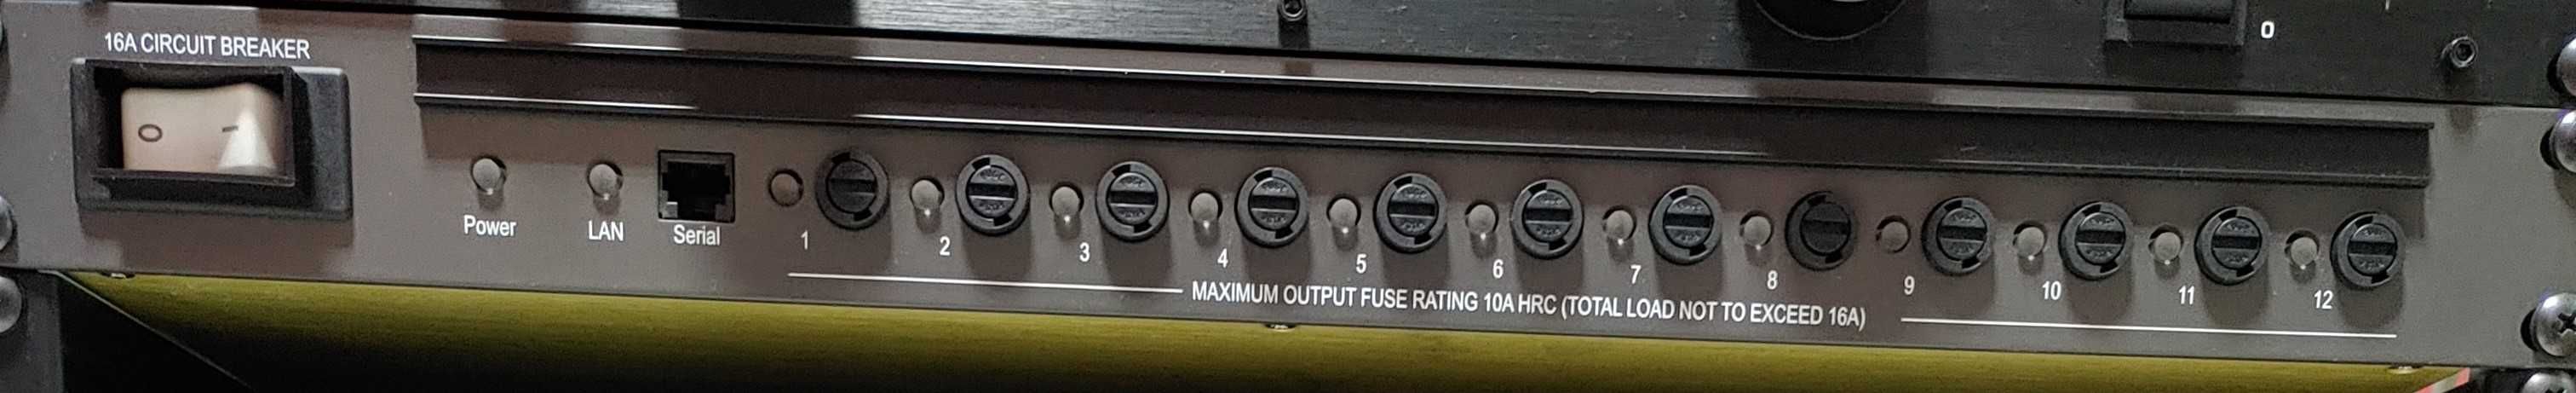 0
16A CIRCUIT BREAKER
O I
Power
LAN
Serial
1
2
3
4
5
6
7
8
9
10
11
12
MAXIMUM OUTPUT FUSE RATING 10A HRC (TOTAL LOAD NOT TO EXCEED 16A)